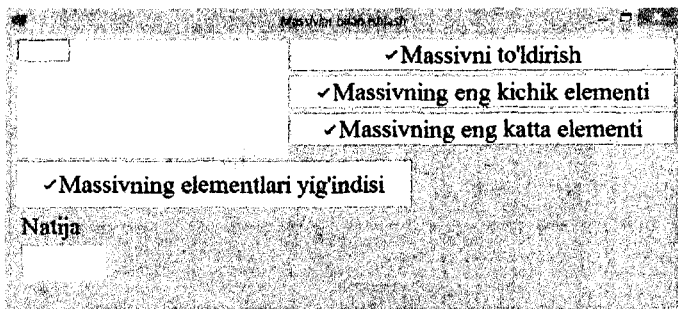 Massivni to'ldirish
Massivning eng kichik elementi
Massivning eng katta elementi
Massivning elementlari yig'indisi
Natija